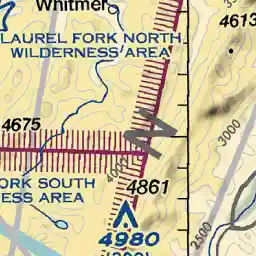 Whitmer
4613
LAUREL FORK NORTH
WILDERNESS AREA
4675
N
3000
4000
ORK SOUTH
ESS AREA
4861
2500
4980